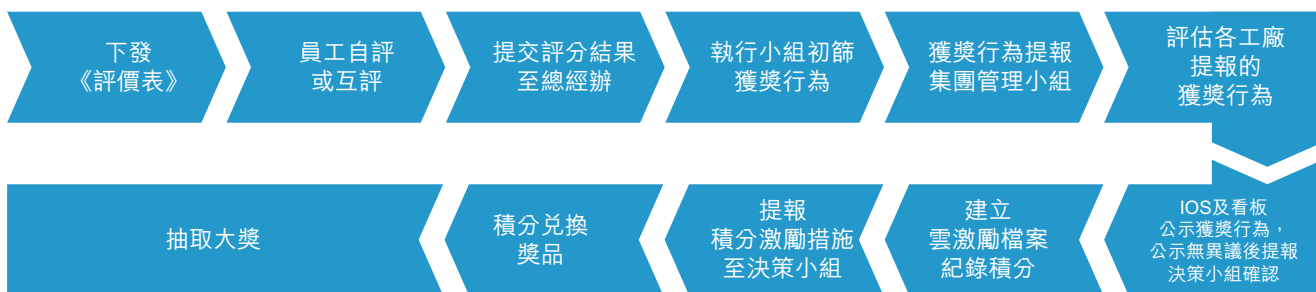 下發
《評價表》
員工自評
或互評
提交評分結果
至總經辦
執行小組初篩
獲獎行為
獲獎行為提報
集團管理小組
評估各工廠
提報的
獲獎行為
IOS及看板
公示獲獎行為，
公示無異議後提報
決策小組確認
建立
雲激勵檔案
紀錄積分
提報
積分激勵措施
至決策小組
積分兌換
獎品
抽取大獎